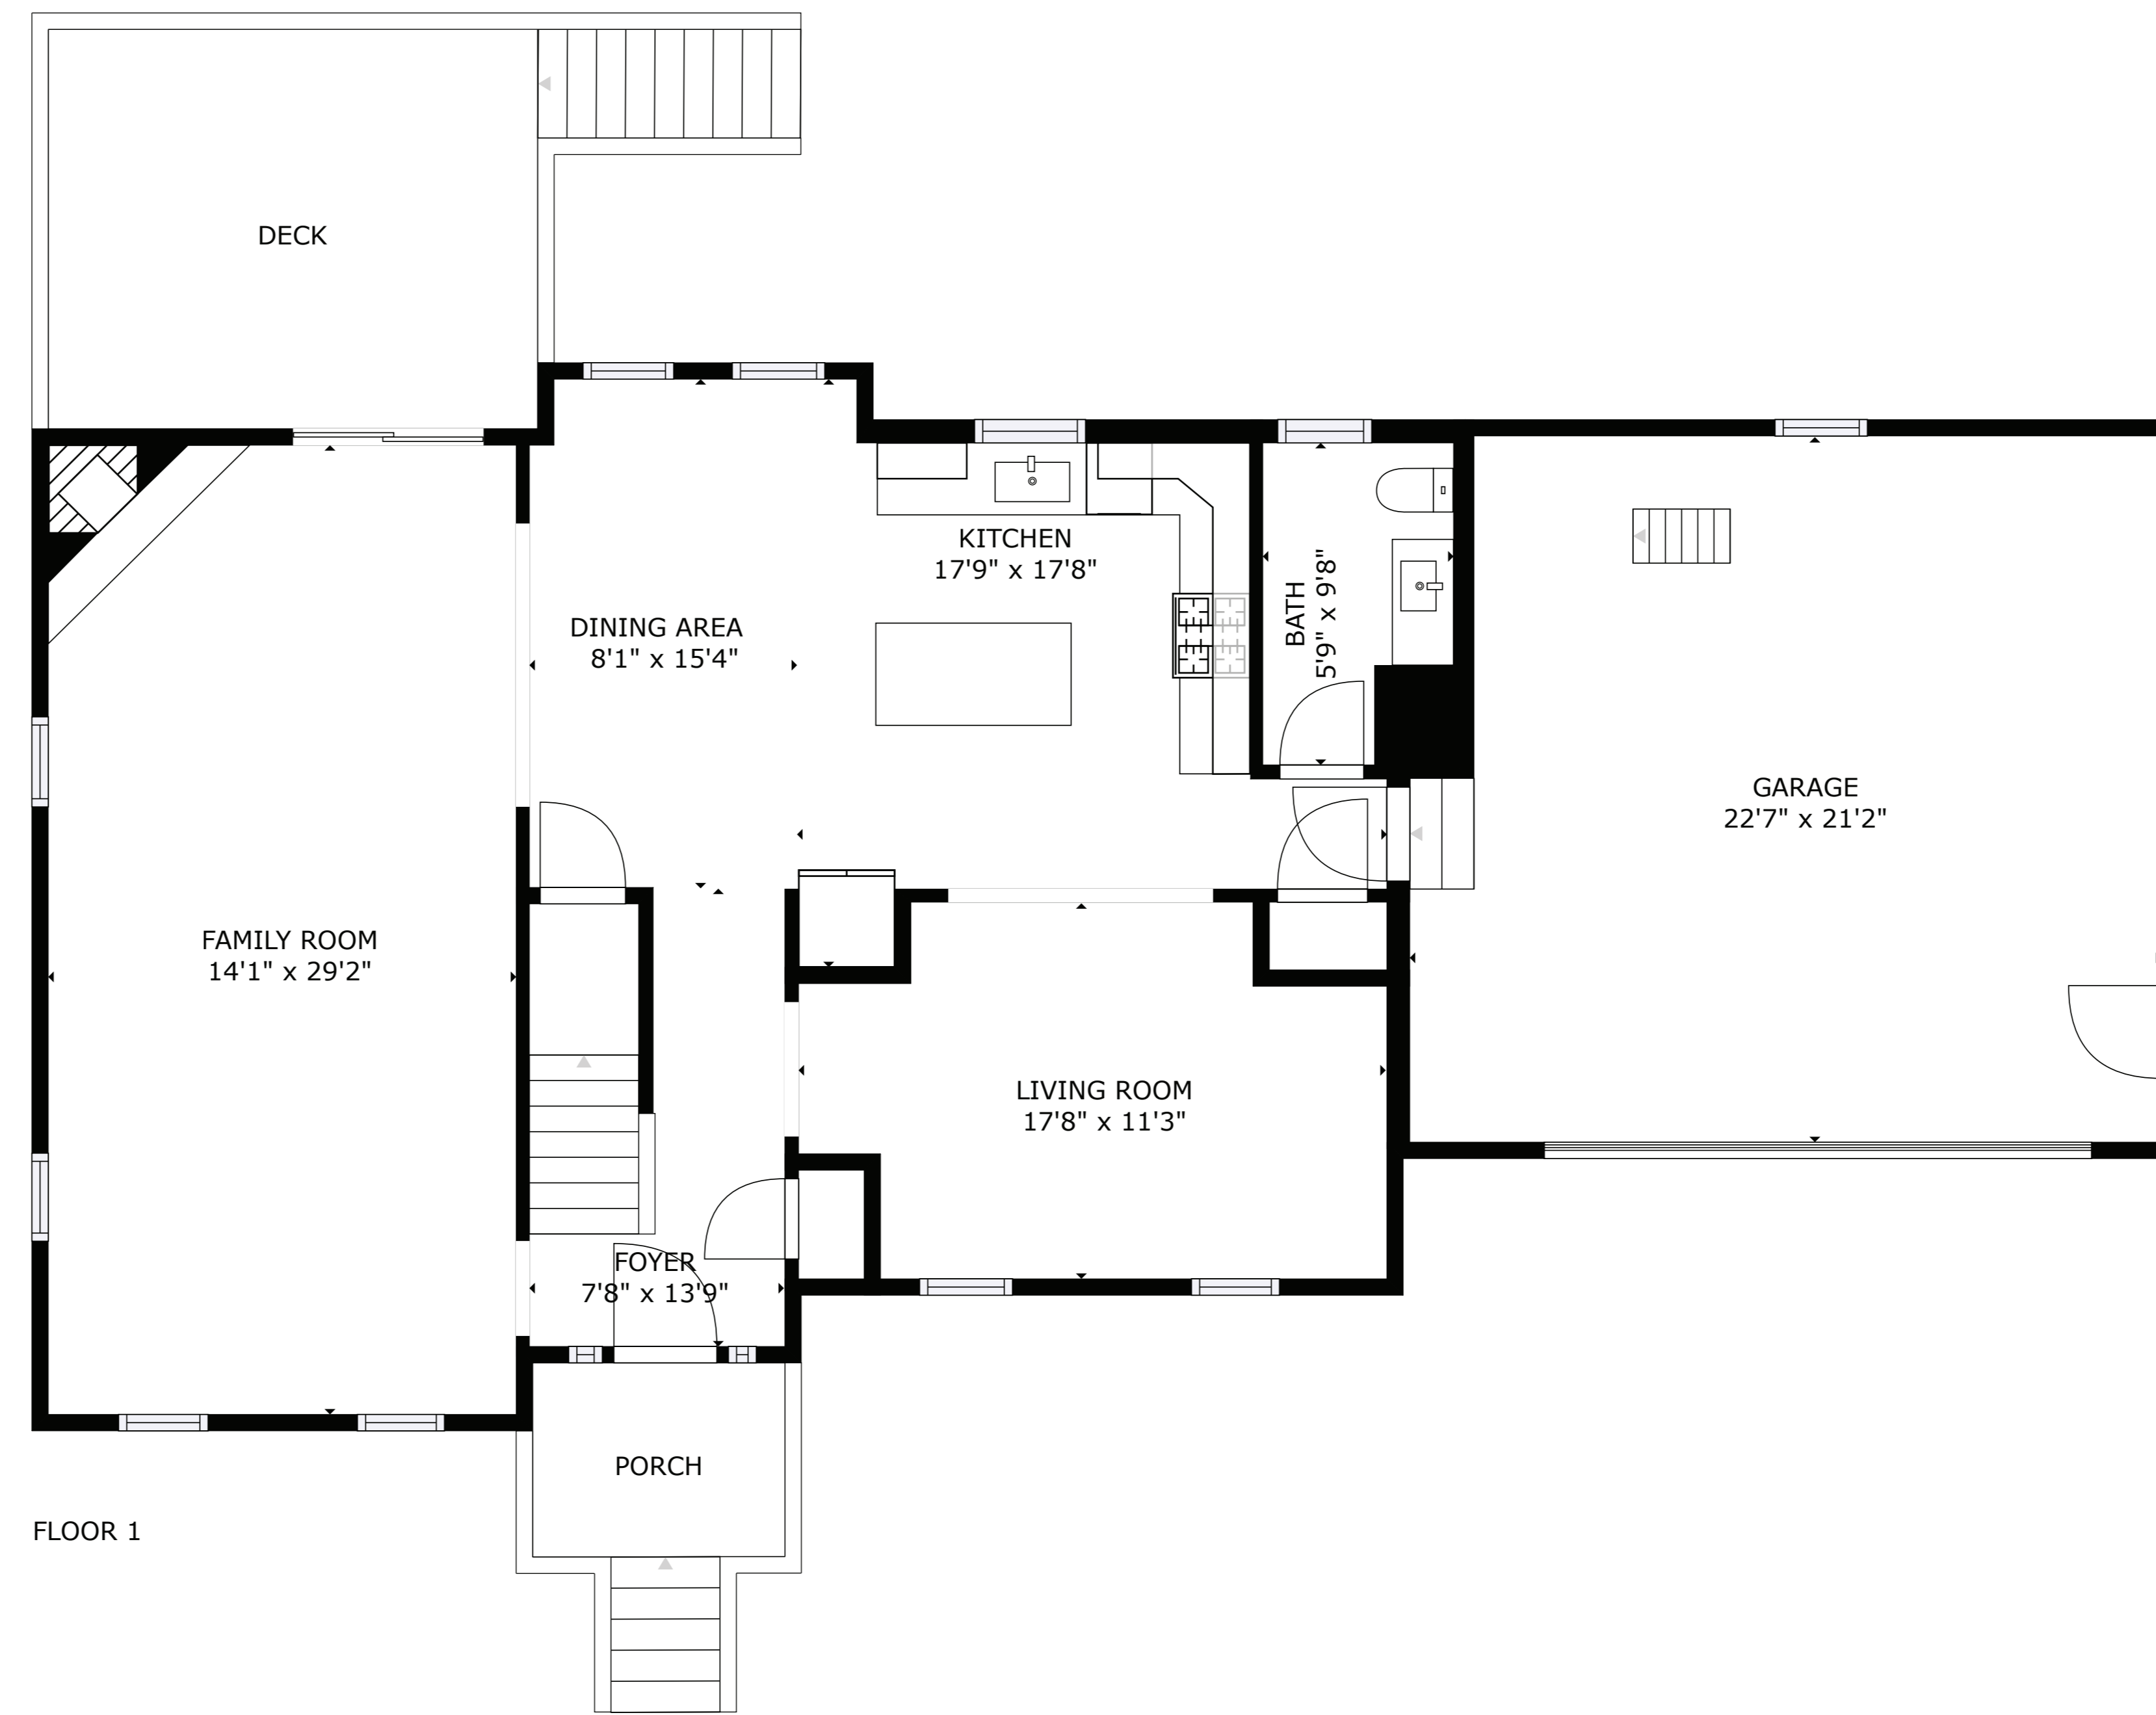 DECK
KITCHEN
17'9" x 17'8"
BATH
5'9" x 9'8"
DINING AREA
8'1" x 15'4"
GARAGE
22'7" x 21'2"
FAMILY ROOM
14'1" x 29'2"
LIVING ROOM
17'8" x 11'3"
FOYER
7'8" x 13'9"
PORCH
FLOOR 1